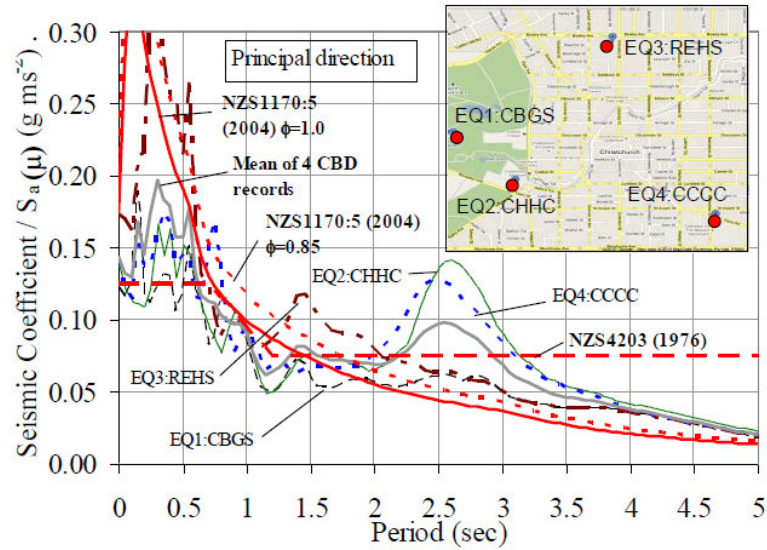 Seismic Coefficient / Sa (μ) (g ms-2) .
0.30
0.25
0.20
0.15
0.10
0.05
0.00
Principal direction
NZS1170:5
(2004) ϕ=1.0
Mean of 4 CBD
records
NZS1170:5 (2004)
ϕ=0.85
EQ2:CHHC
EQ4:CCCC
NZS4203 (1976)
EQ3:REHS
EQ1:CBGS
EQ3:REHS
EQ1:CBGS
Christchurch
EQ2:CHHC
EQ4:CCCC
0 0.5 1 1.5 2 2.5 3 3.5 4 4.5 5
Period (sec)